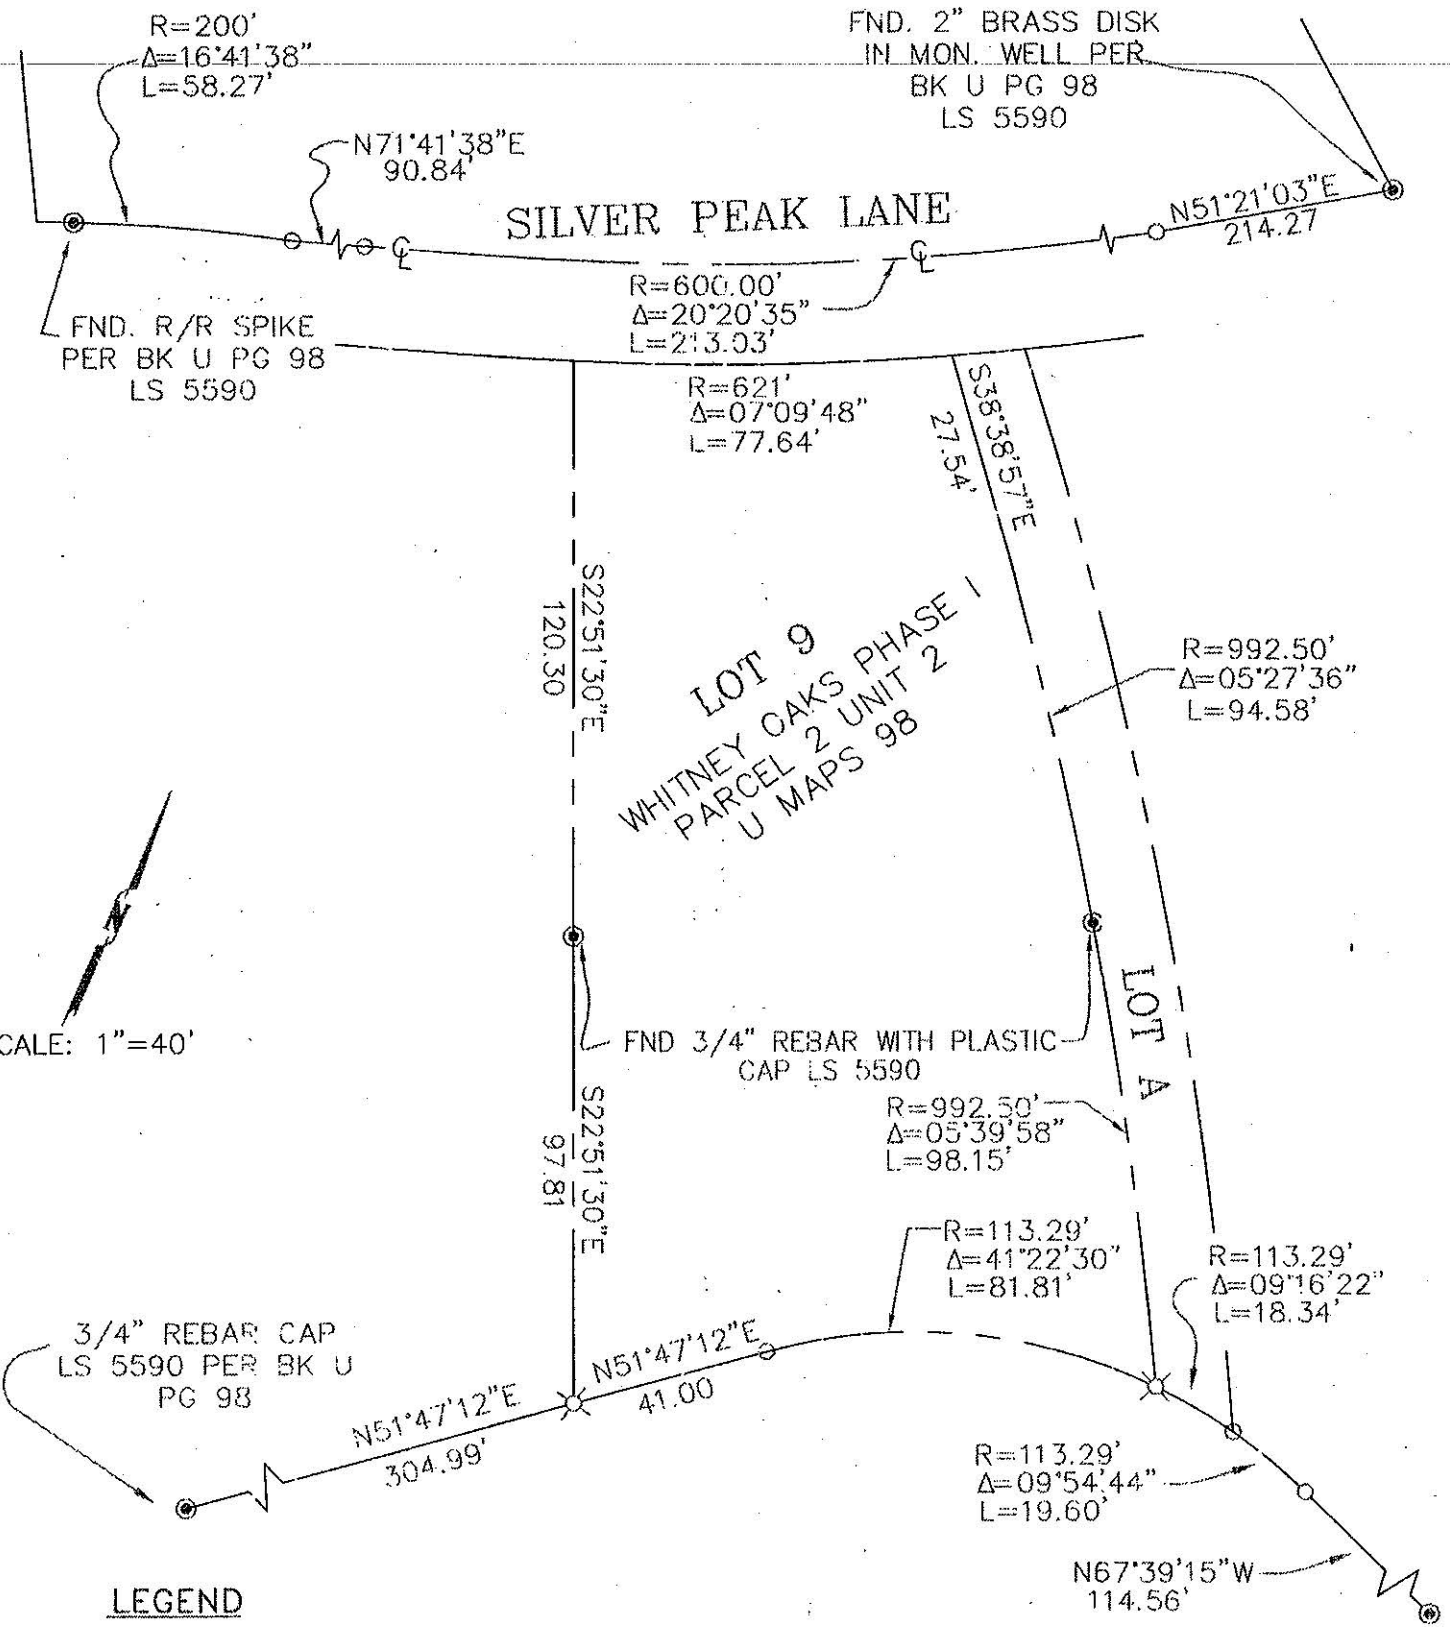 R=200'
Δ=16°41'38"
L=58.27'
FND. 2" BRASS DISK
IN MON. WELL PER
BK U PG 98
LS 5590
N71°41'38"E
90.84'
SILVER PEAK LANE
N51°21'03"E
214.27
FND. R/R SPIKE
PER BK U PG 98
LS 5590
R=600.00'
Δ=20°20'35"
L=213.03'
R=621'
Δ=07°09'48"
L=77.64'
S38°38'57"E
27.54'
S22°51'30"E
120.30
LOT 9
WHITNEY OAKS PHASE I
PARCEL 2 UNIT 2
U MAPS 98
R=992.50'
Δ=05°27'36"
L=94.58'
N
CALE: 1"=40'
FND 3/4" REBAR WITH PLASTIC
CAP LS 5590
LOT A
R=992.50'
Δ=05°39'58"
L=98.15'
S22°51'30"E
97.81
R=113.29'
Δ=41°22'30"
L=81.81'
R=113.29'
Δ=09°16'22"
L=18.34'
3/4" REBAR CAP
LS 5590 PER BK U
PG 98
N51°47'12"E
41.00
N51°47'12"E
304.99'
R=113.29'
Δ=09°54'44"
L=19.60'
N67°39'15"W
114.56'
LEGEND